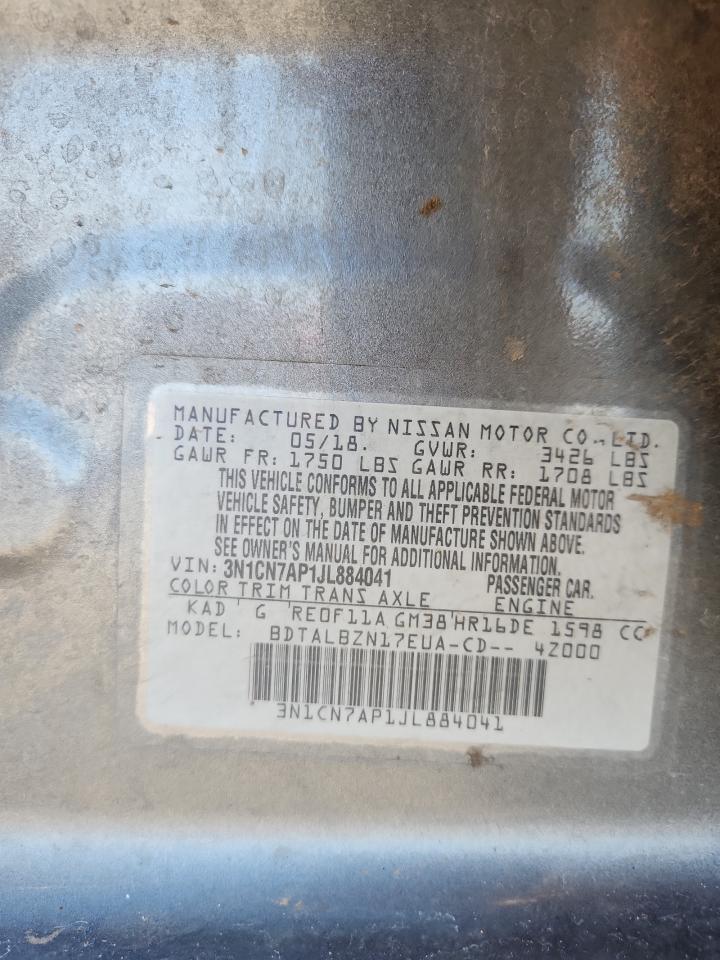 MANUFACTURED BY NISSAN MOTOR CO., LTD.
DATE: 05/18. GVWR: 3426 LBS
GAWR FR: 1750 LBS GAWR RR: 1708 LBS
THIS VEHICLE CONFORMS TO ALL APPLICABLE FEDERAL MOTOR
VEHICLE SAFETY, BUMPER AND THEFT PREVENTION STANDARDS
IN EFFECT ON THE DATE OF MANUFACTURE SHOWN ABOVE.
SEE OWNER'S MANUAL FOR ADDITIONAL INFORMATION.
VIN: 3N1CN7AP1JL884041 PASSENGER CAR.
COLOR TRIM TRANS AXLE ENGINE
KAD G RE0F11A GM38 HR16DE 1598 CC
MODEL: BDTALBZN17EUA-CD-- 4Z000
3N1CN7AP1JL884041